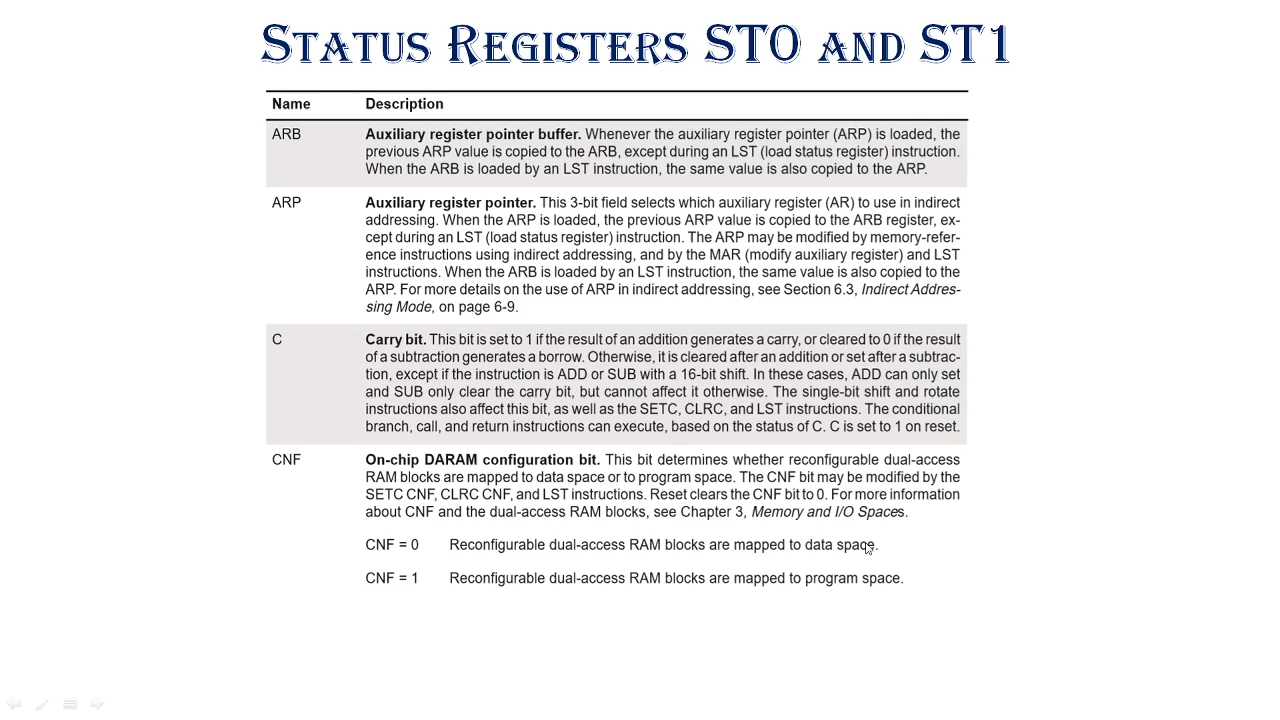 STATUS REGISTERS ST0 AND ST1
Name Description
ARB Auxiliary register pointer buffer. Whenever the auxiliary register pointer (ARP) is loaded, the
previous ARP value is copied to the ARB, except during an LST (load status register) instruction.
When the ARB is loaded by an LST instruction, the same value is also copied to the ARP.
ARP Auxiliary register pointer. This 3-bit field selects which auxiliary register (AR) to use in indirect
addressing. When the ARP is loaded, the previous ARP value is copied to the ARB register, ex-
cept during an LST (load status register) instruction. The ARP may be modified by memory-refer-
ence instructions using indirect addressing, and by the MAR (modify auxiliary register) and LST
instructions. When the ARB is loaded by an LST instruction, the same value is also copied to the
ARP. For more details on the use of ARP in indirect addressing, see Section 6.3, Indirect Addres-
sing Mode, on page 6-9.
C Carry bit. This bit is set to 1 if the result of an addition generates a carry, or cleared to 0 if the result
of a subtraction generates a borrow. Otherwise, it is cleared after an addition or set after a subtrac-
tion, except if the instruction is ADD or SUB with a 16-bit shift. In these cases, ADD can only set
and SUB only clear the carry bit, but cannot affect it otherwise. The single-bit shift and rotate
instructions also affect this bit, as well as the SETC, CLRC, and LST instructions. The conditional
branch, call, and return instructions can execute, based on the status of C. C is set to 1 on reset.
CNF On-chip DARAM configuration bit. This bit determines whether reconfigurable dual-access
RAM blocks are mapped to data space or to program space. The CNF bit may be modified by the
SETC CNF, CLRC CNF, and LST instructions. Reset clears the CNF bit to 0. For more information
about CNF and the dual-access RAM blocks, see Chapter 3, Memory and I/O Spaces.
CNF = 0 Reconfigurable dual-access RAM blocks are mapped to data space.
CNF = 1 Reconfigurable dual-access RAM blocks are mapped to program space.